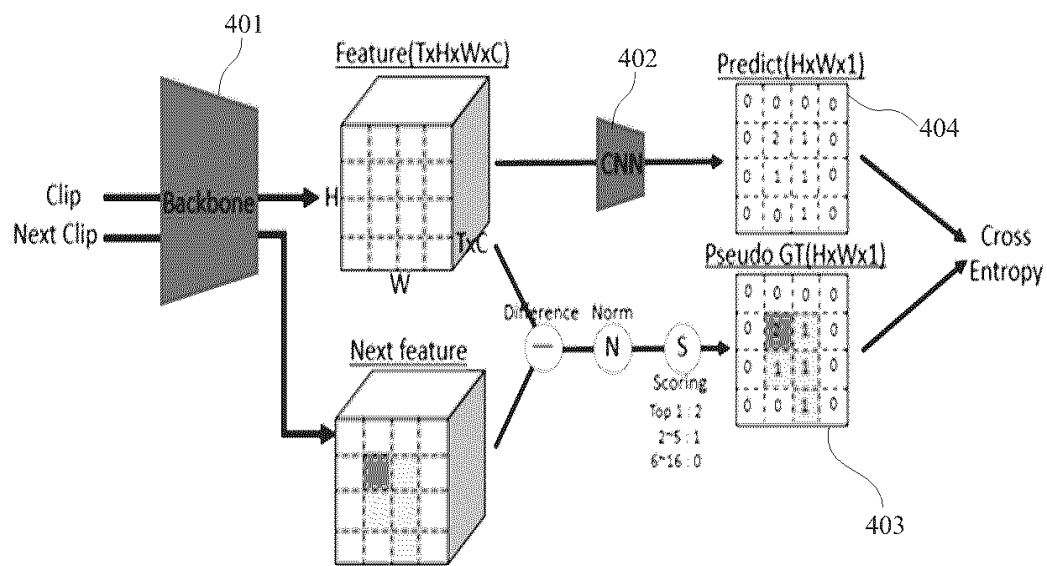 401
Feature(TxHxWxC)
402
Predict(HxWx1)
0 0 0 0
0 2 1 0
0 1 1 0
0 0 1 0
404
Clip
Next Clip
Backbone
H
TxC
W
CNN
Cross
Entropy
Pseudo GT(HxWx1)
0 0 0 0
0 2 1 0
0 1 1 0
0 0 1 0
403
Difference
Norm
—
N
S
Scoring
Top 1 : 2
2~5 : 1
6~16 : 0
Next feature